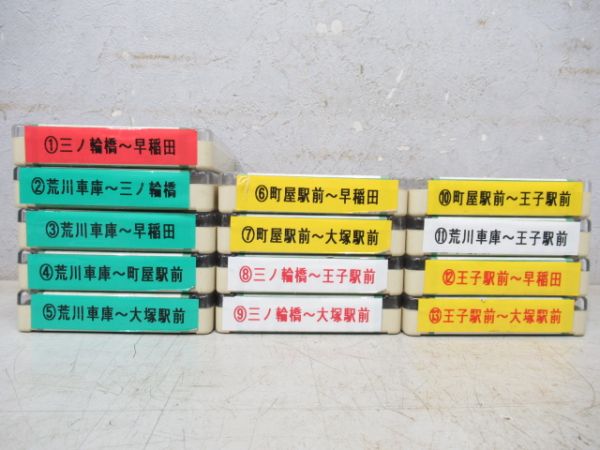 ①三ノ輪橋～早稲田
②荒川車庫～三ノ輪橋
③荒川車庫～早稲田
④荒川車庫～町屋駅前
⑤荒川車庫～大塚駅前
⑥町屋駅前～早稲田
⑦町屋駅前～大塚駅前
⑧三ノ輪橋～王子駅前
⑨三ノ輪橋～大塚駅前
⑩町屋駅前～王子駅前
⑪荒川車庫～王子駅前
⑫王子駅前～早稲田
⑬王子駅前～大塚駅前